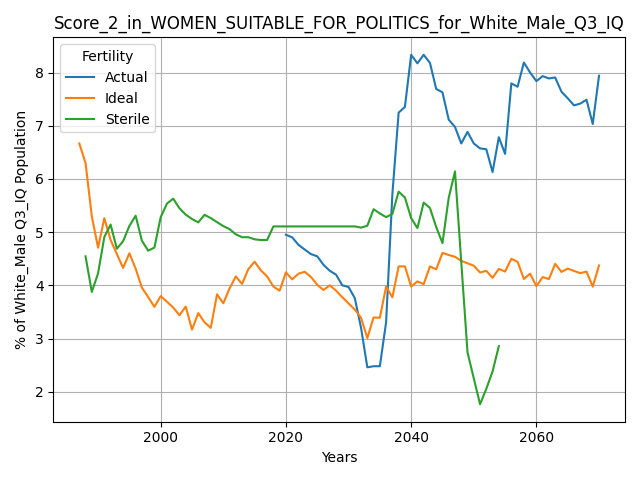 Score_2_in_WOMEN_SUITABLE_FOR_POLITICS_for_White_Male_Q3_IQ
Fertility
Actual
Ideal
Sterile
% of White_Male Q3_IQ Population
8
7
6
5
4
3
2
2000 2020 2040 2060
Years